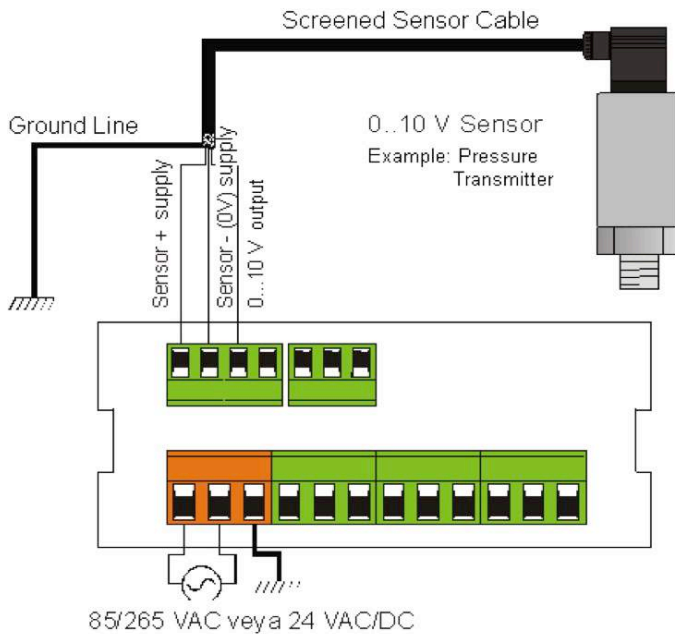 Screened Sensor Cable
Ground Line
0..10 V Sensor
Example: Pressure
Transmitter
Sensor + supply
Sensor - (0V) supply
0...10 V output
85/265 VAC veya 24 VAC/DC